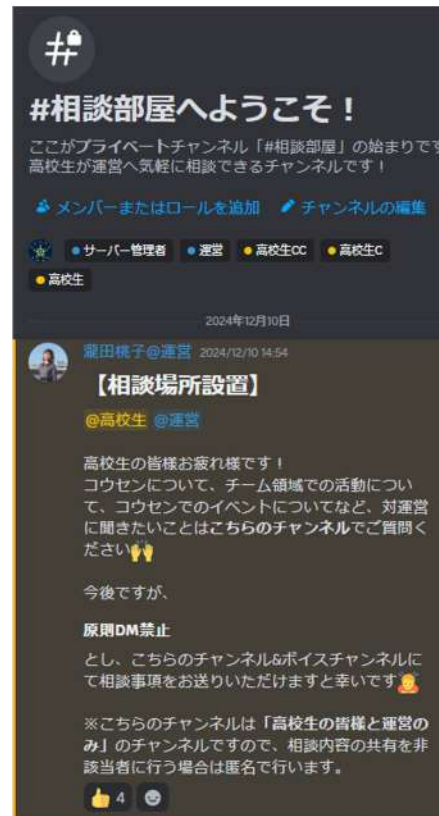 #相談部屋へようこそ！
ここがプライベートチャンネル「#相談部屋」の始まりです
高校生が運営へ気軽に相談できるチャンネルです！
メンバーまたはロールを追加 チャンネルの編集
サーバー管理者 運営 高校生CC 高校生C
高校生
2024年12月10日
瀧田桃子@運営 2024/12/10 14:54
【相談場所設置】
@高校生 @運営
高校生の皆様お疲れ様です！
コウセンについて、チーム領域での活動につい
て、コウセンでのイベントについてなど、対運営
に聞きたいことはこちらのチャンネルでご質問く
ださい🙌
今後ですが、
原則DM禁止
とし、こちらのチャンネル&ボイスチャンネルに
て相談事項をお送りいただけますと幸いです🙇
※こちらのチャンネルは「高校生の皆様と運営の
み」のチャンネルですので、相談内容の共有を非
該当者に行う場合は匿名で行います。
👍 4